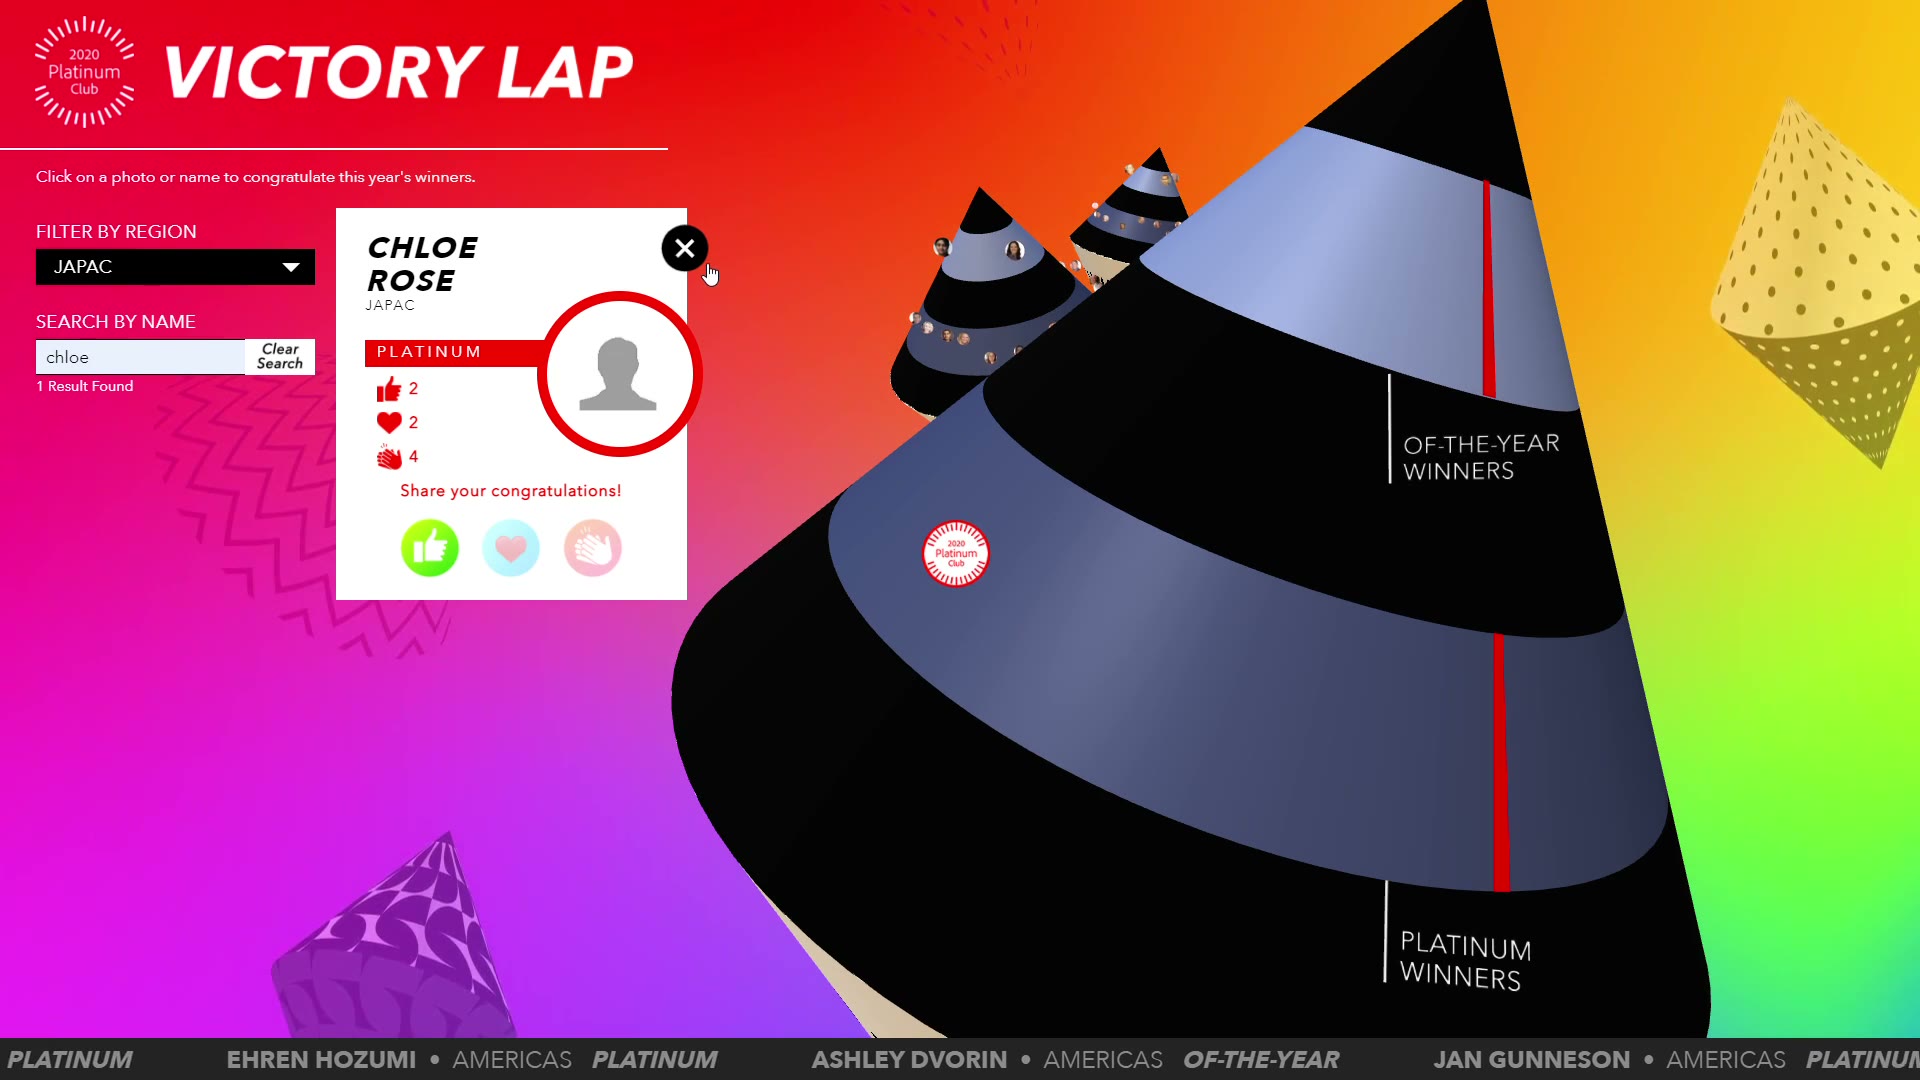 2020
Platinum
Club
VICTORY LAP
Click on a photo or name to congratulate this year's winners.
FILTER BY REGION
JAPAC
SEARCH BY NAME
chloe
Clear
Search
1 Result Found
CHLOE
ROSE
JAPAC
PLATINUM
2
2
4
Share your congratulations!
OF-THE-YEAR
WINNERS
2020
Platinum
Club
PLATINUM
WINNERS
PLATINUM EHREN HOZUMI • AMERICAS PLATINUM ASHLEY DVORIN • AMERICAS OF-THE-YEAR JAN GUNNESON • AMERICAS PLATINUM